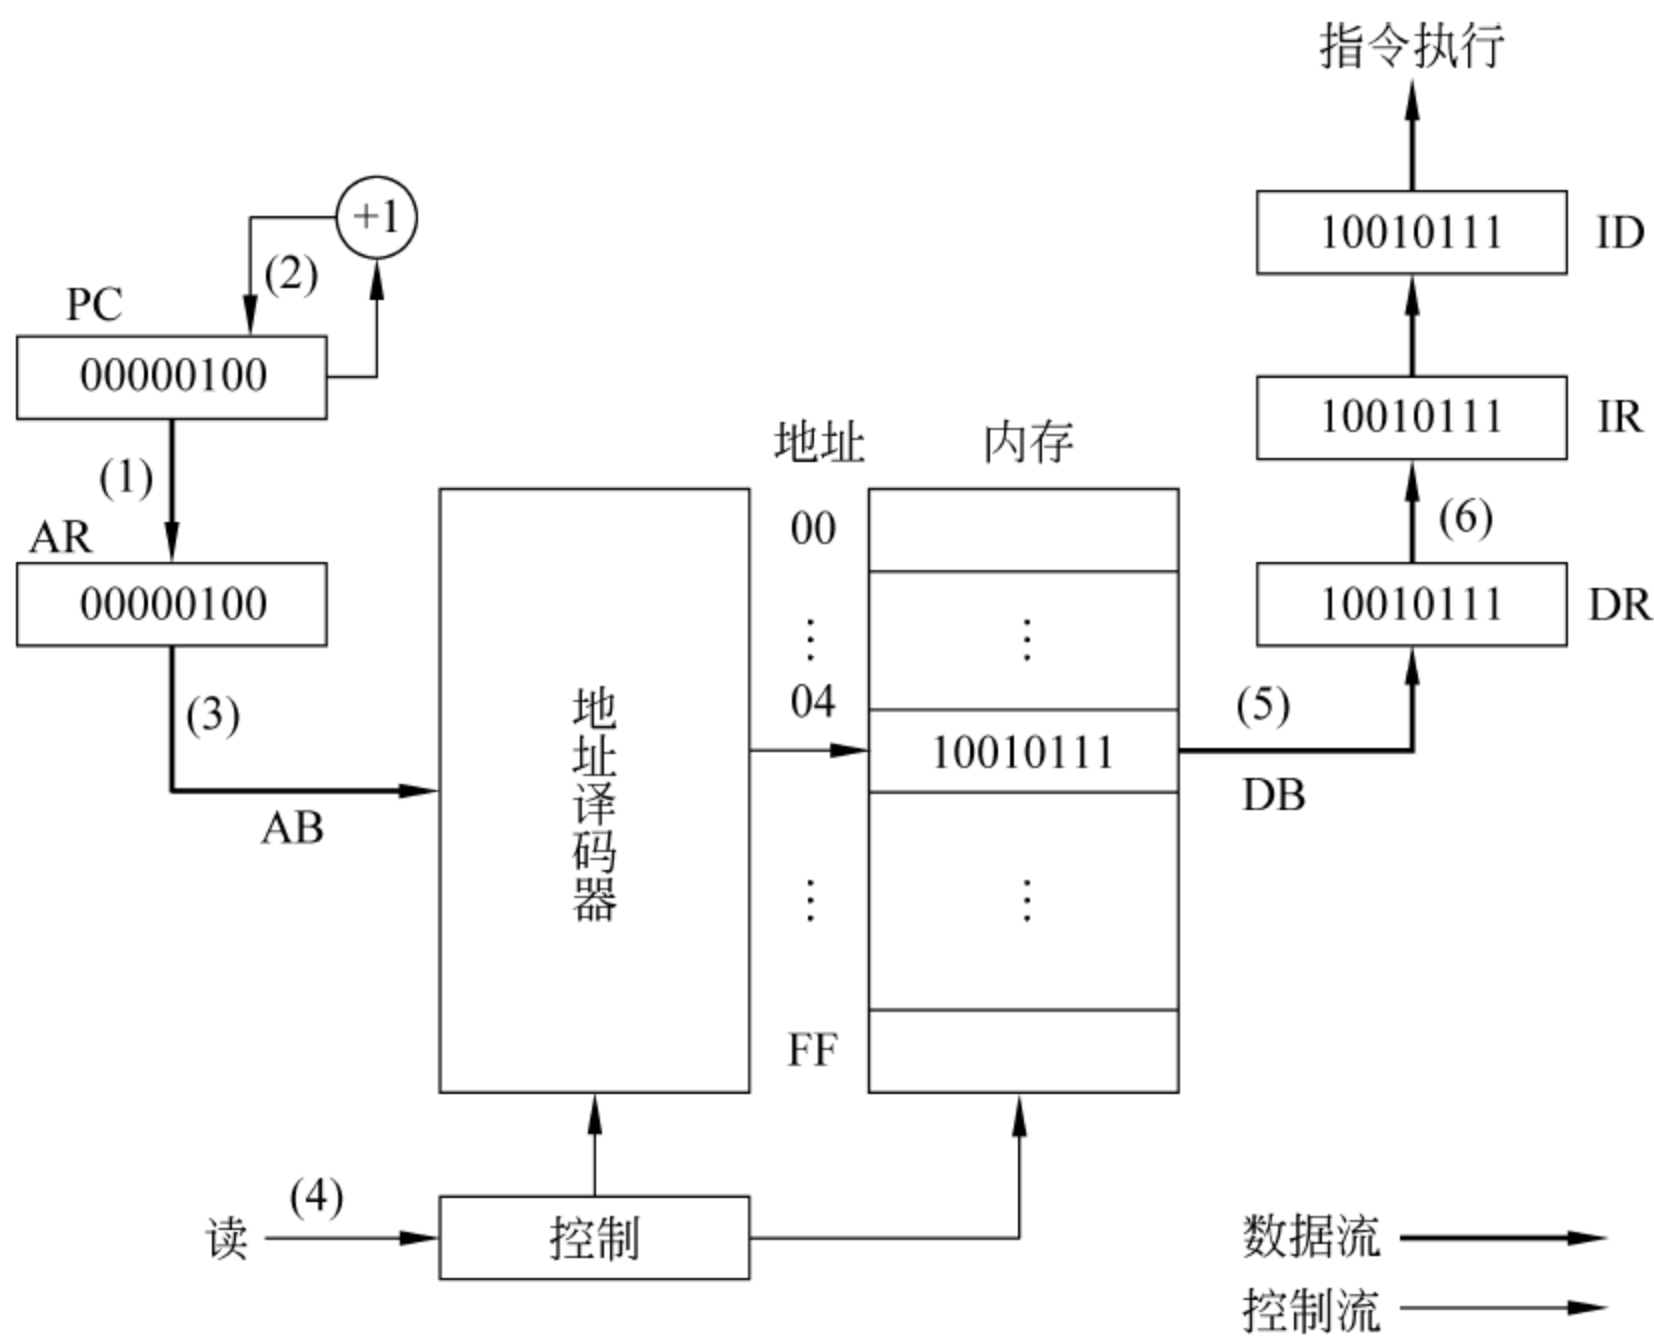 指令执行
+1
10010111 ID
(2)
PC
00000100
10010111 IR
地址 内存
(1)
(6)
00
AR
00000100
10010111 DR
⋮ ⋮
04
(3)
(5)
地址译码器
10010111
DB
AB
⋮ ⋮
FF
(4)
读
控制
数据流
控制流